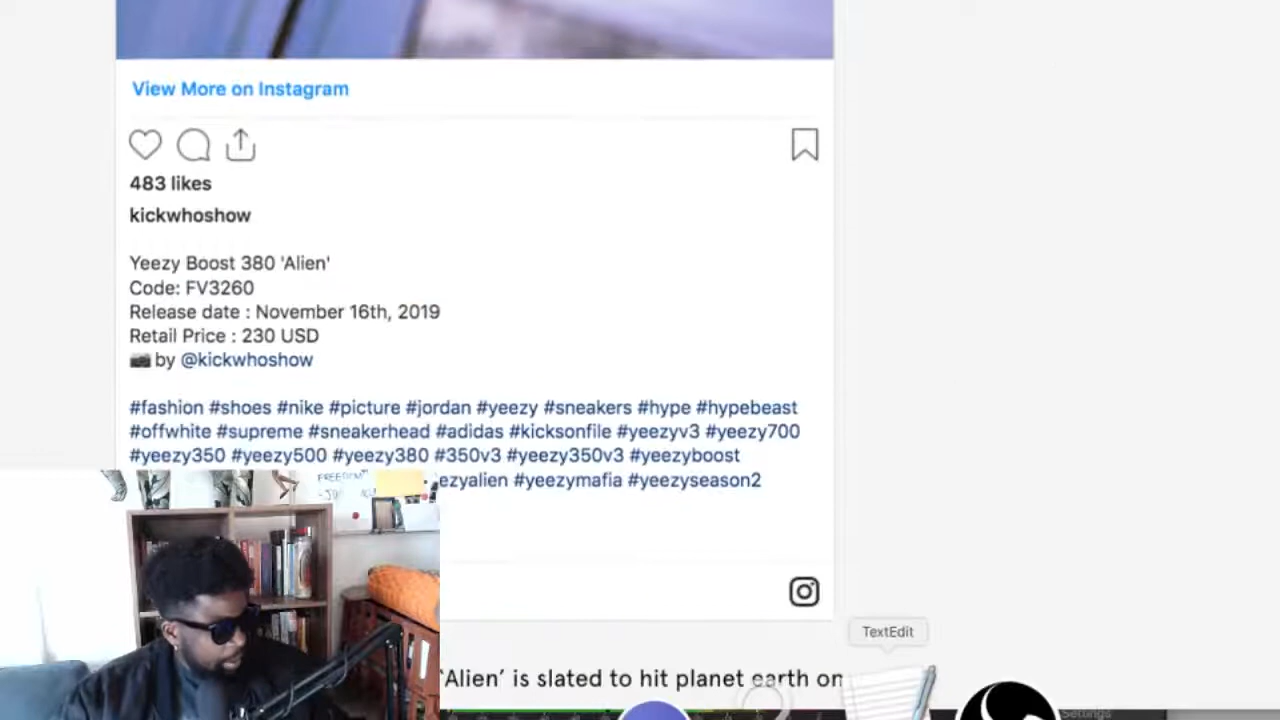 View More on Instagram
483 likes
kickwhoshow
Yeezy Boost 380 'Alien'
Code: FV3260
Release date : November 16th, 2019
Retail Price : 230 USD
by @kickwhoshow
#fashion #shoes #nike #picture #jordan #yeezy #sneakers #hype #hypebeast
#offwhite #supreme #sneakerhead #adidas #kicksonfile #yeezyv3 #yeezy700
#yeezy350 #yeezy500 #yeezy380 #350v3 #yeezy350v3 #yeezyboost
ezyalien #yeezymafia #yeezyseason2
FREEDOM
TextEdit
'Alien' is slated to hit planet earth on
Settings